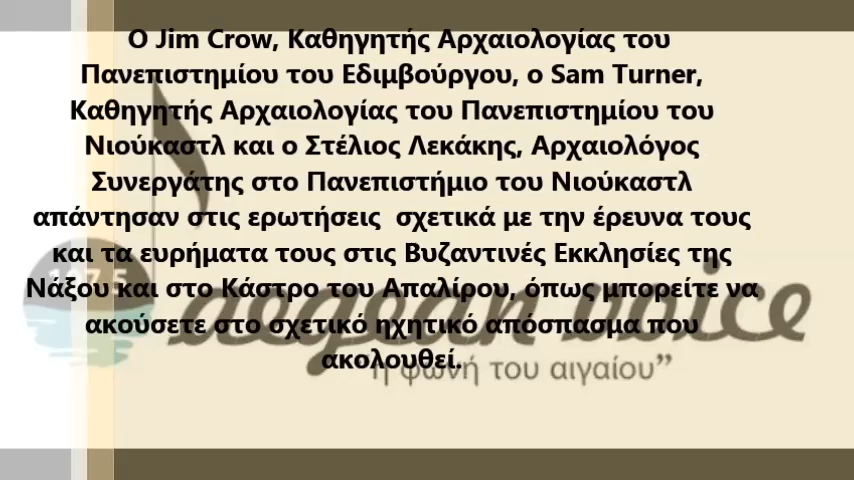 Ο Jim Crow, Καθηγητής Αρχαιολογίας του
Πανεπιστημίου του Εδιμβούργου, ο Sam Turner,
Καθηγητής Αρχαιολογίας του Πανεπιστημίου του
Νιούκαστλ και ο Στέλιος Λεκάκης, Αρχαιολόγος
Συνεργάτης στο Πανεπιστήμιο του Νιούκαστλ
απάντησαν στις ερωτήσεις  σχετικά με την έρευνα τους
και τα ευρήματα τους στις Βυζαντινές Εκκλησίες της
Νάξου και στο Κάστρο του Απαλίρου, όπως μπορείτε να
ακούσετε στο σχετικό ηχητικό απόσπασμα που
ακολουθεί.
107.5
aegean voice
η φωνή του αιγαίου”